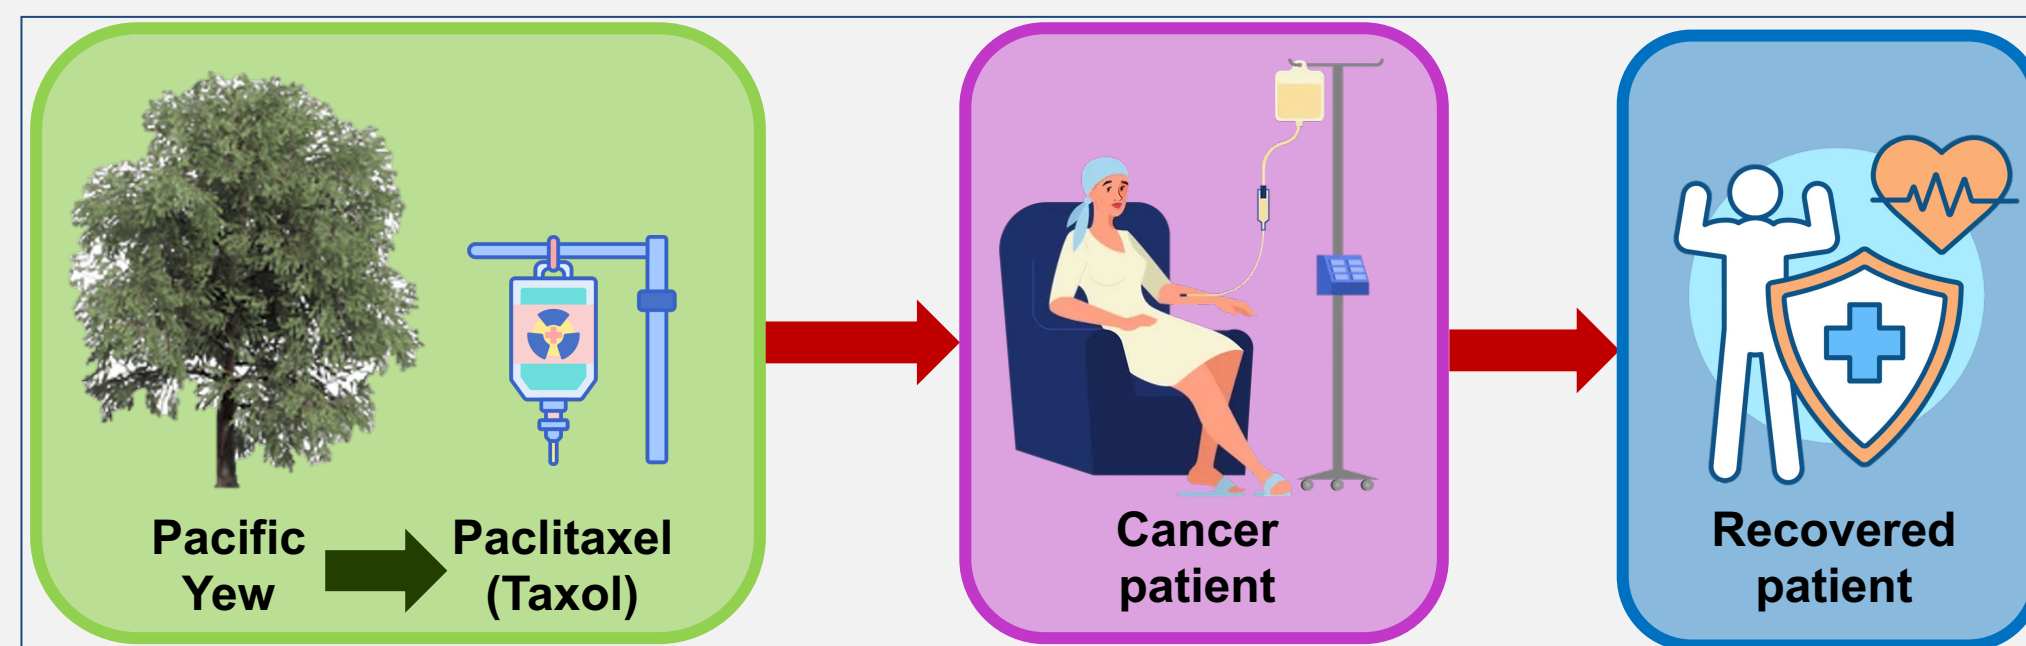 Pacific
Yew
Paclitaxel
(Taxol)
Cancer
patient
Recovered
patient